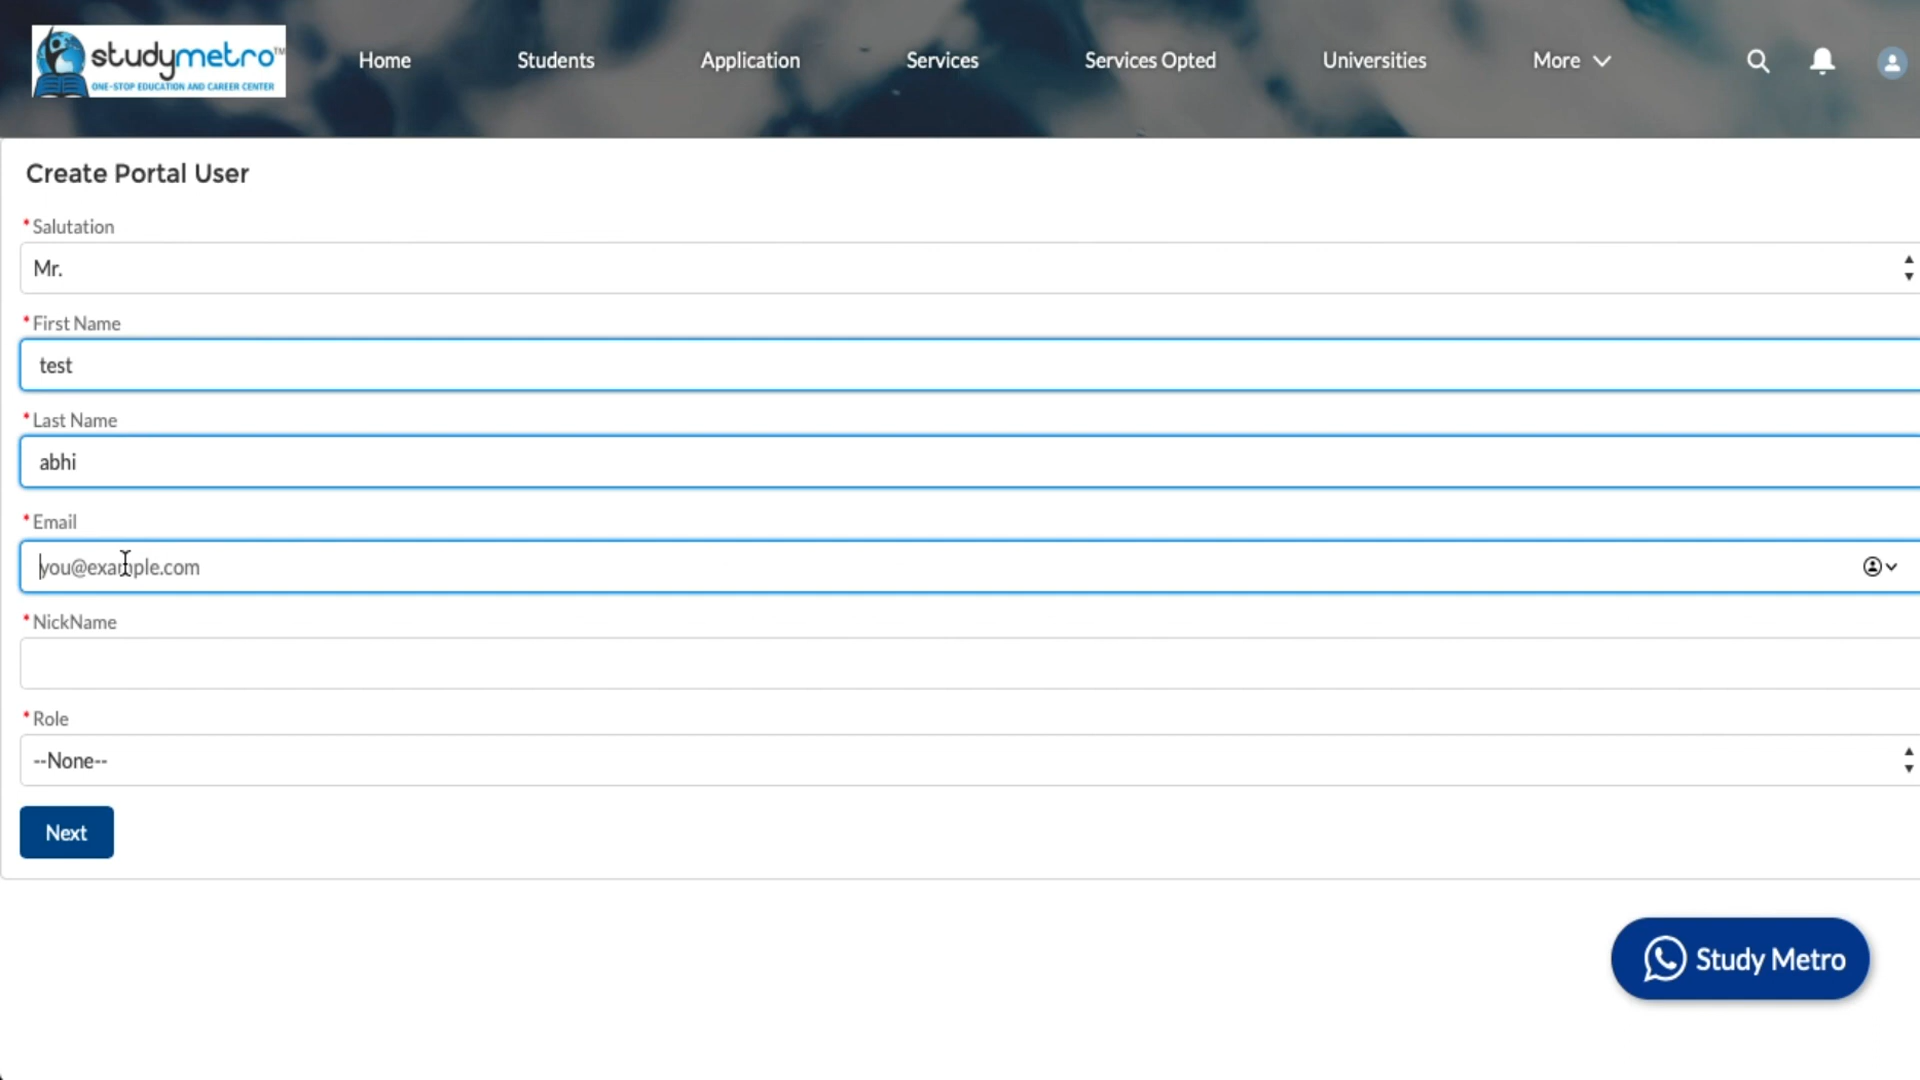 studymetro™
ONE-STOP EDUCATION AND CAREER CENTER
Home
Students
Application
Services
Services Opted
Universities
More
Create Portal User
*Salutation
Mr.
*First Name
test
*Last Name
abhi
*Email
you@example.com
*NickName
*Role
--None--
Next
Study Metro